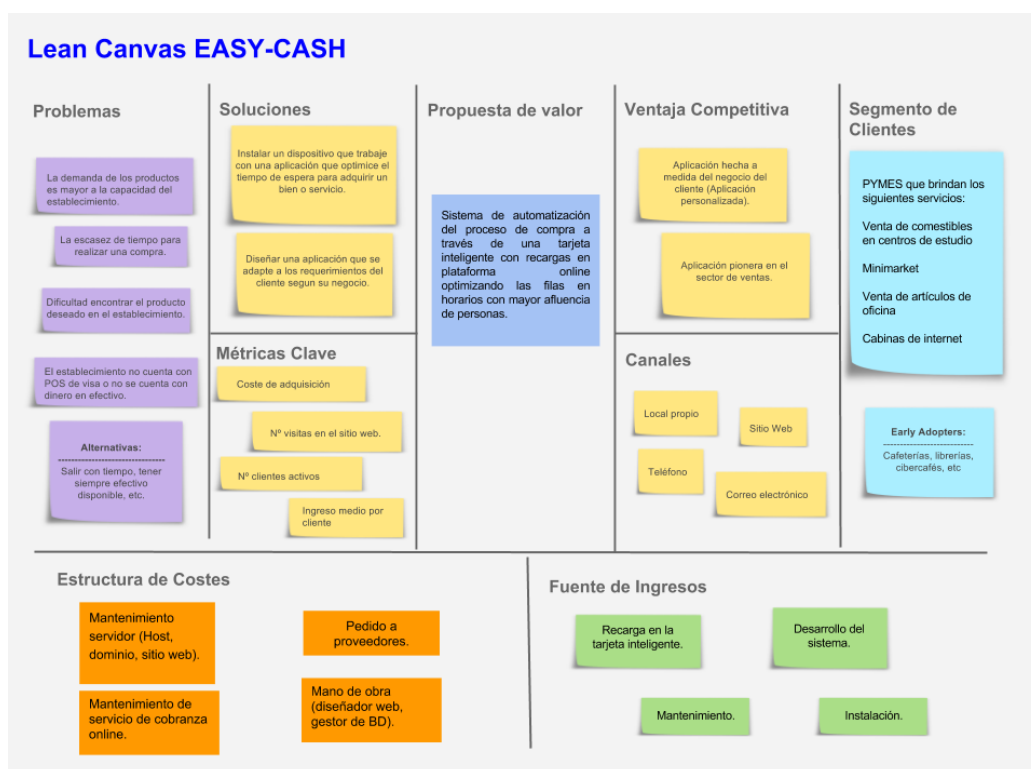 Lean Canvas EASY-CASH
Problemas
La demanda de los productos
es mayor a la capacidad del
establecimiento.
La escasez de tiempo para
realizar una compra.
Dificultad encontrar el producto
deseado en el establecimiento.
El establecimiento no cuenta con
POS de visa o no se cuenta con
dinero en efectivo.
Alternativas:
-------------------------------
Salir con tiempo, tener
siempre efectivo
disponible, etc.
Soluciones
Instalar un dispositivo que trabaje
con una aplicación que optimice el
tiempo de espera para adquirir un
bien o servicio.
Diseñar una aplicación que se
adapte a los requerimientos del
cliente segun su negocio.
Métricas Clave
Coste de adquisición
Nº visitas en el sitio web.
Nº clientes activos
Ingreso medio por
cliente
Propuesta de valor
Sistema de automatización
del proceso de compra a
través de una tarjeta
inteligente con recargas en
plataforma online
optimizando las filas en
horarios con mayor afluencia
de personas.
Ventaja Competitiva
Aplicación hecha a
medida del negocio del
cliente (Aplicación
personalizada).
Aplicación pionera en el
sector de ventas.
Canales
Local propio
Sitio Web
Teléfono
Correo electrónico
Segmento de
Clientes
PYMES que brindan los
siguientes servicios:
Venta de comestibles
en centros de estudio
Minimarket
Venta de artículos de
oficina
Cabinas de internet
Early Adopters:
--------------------------
Cafeterías, librerías,
cibercafés, etc
Estructura de Costes
Mantenimiento
servidor (Host,
dominio, sitio web).
Pedido a
proveedores.
Mantenimiento de
servicio de cobranza
online.
Mano de obra
(diseñador web,
gestor de BD).
Fuente de Ingresos
Recarga en la
tarjeta inteligente.
Desarrollo del
sistema.
Mantenimiento.
Instalación.